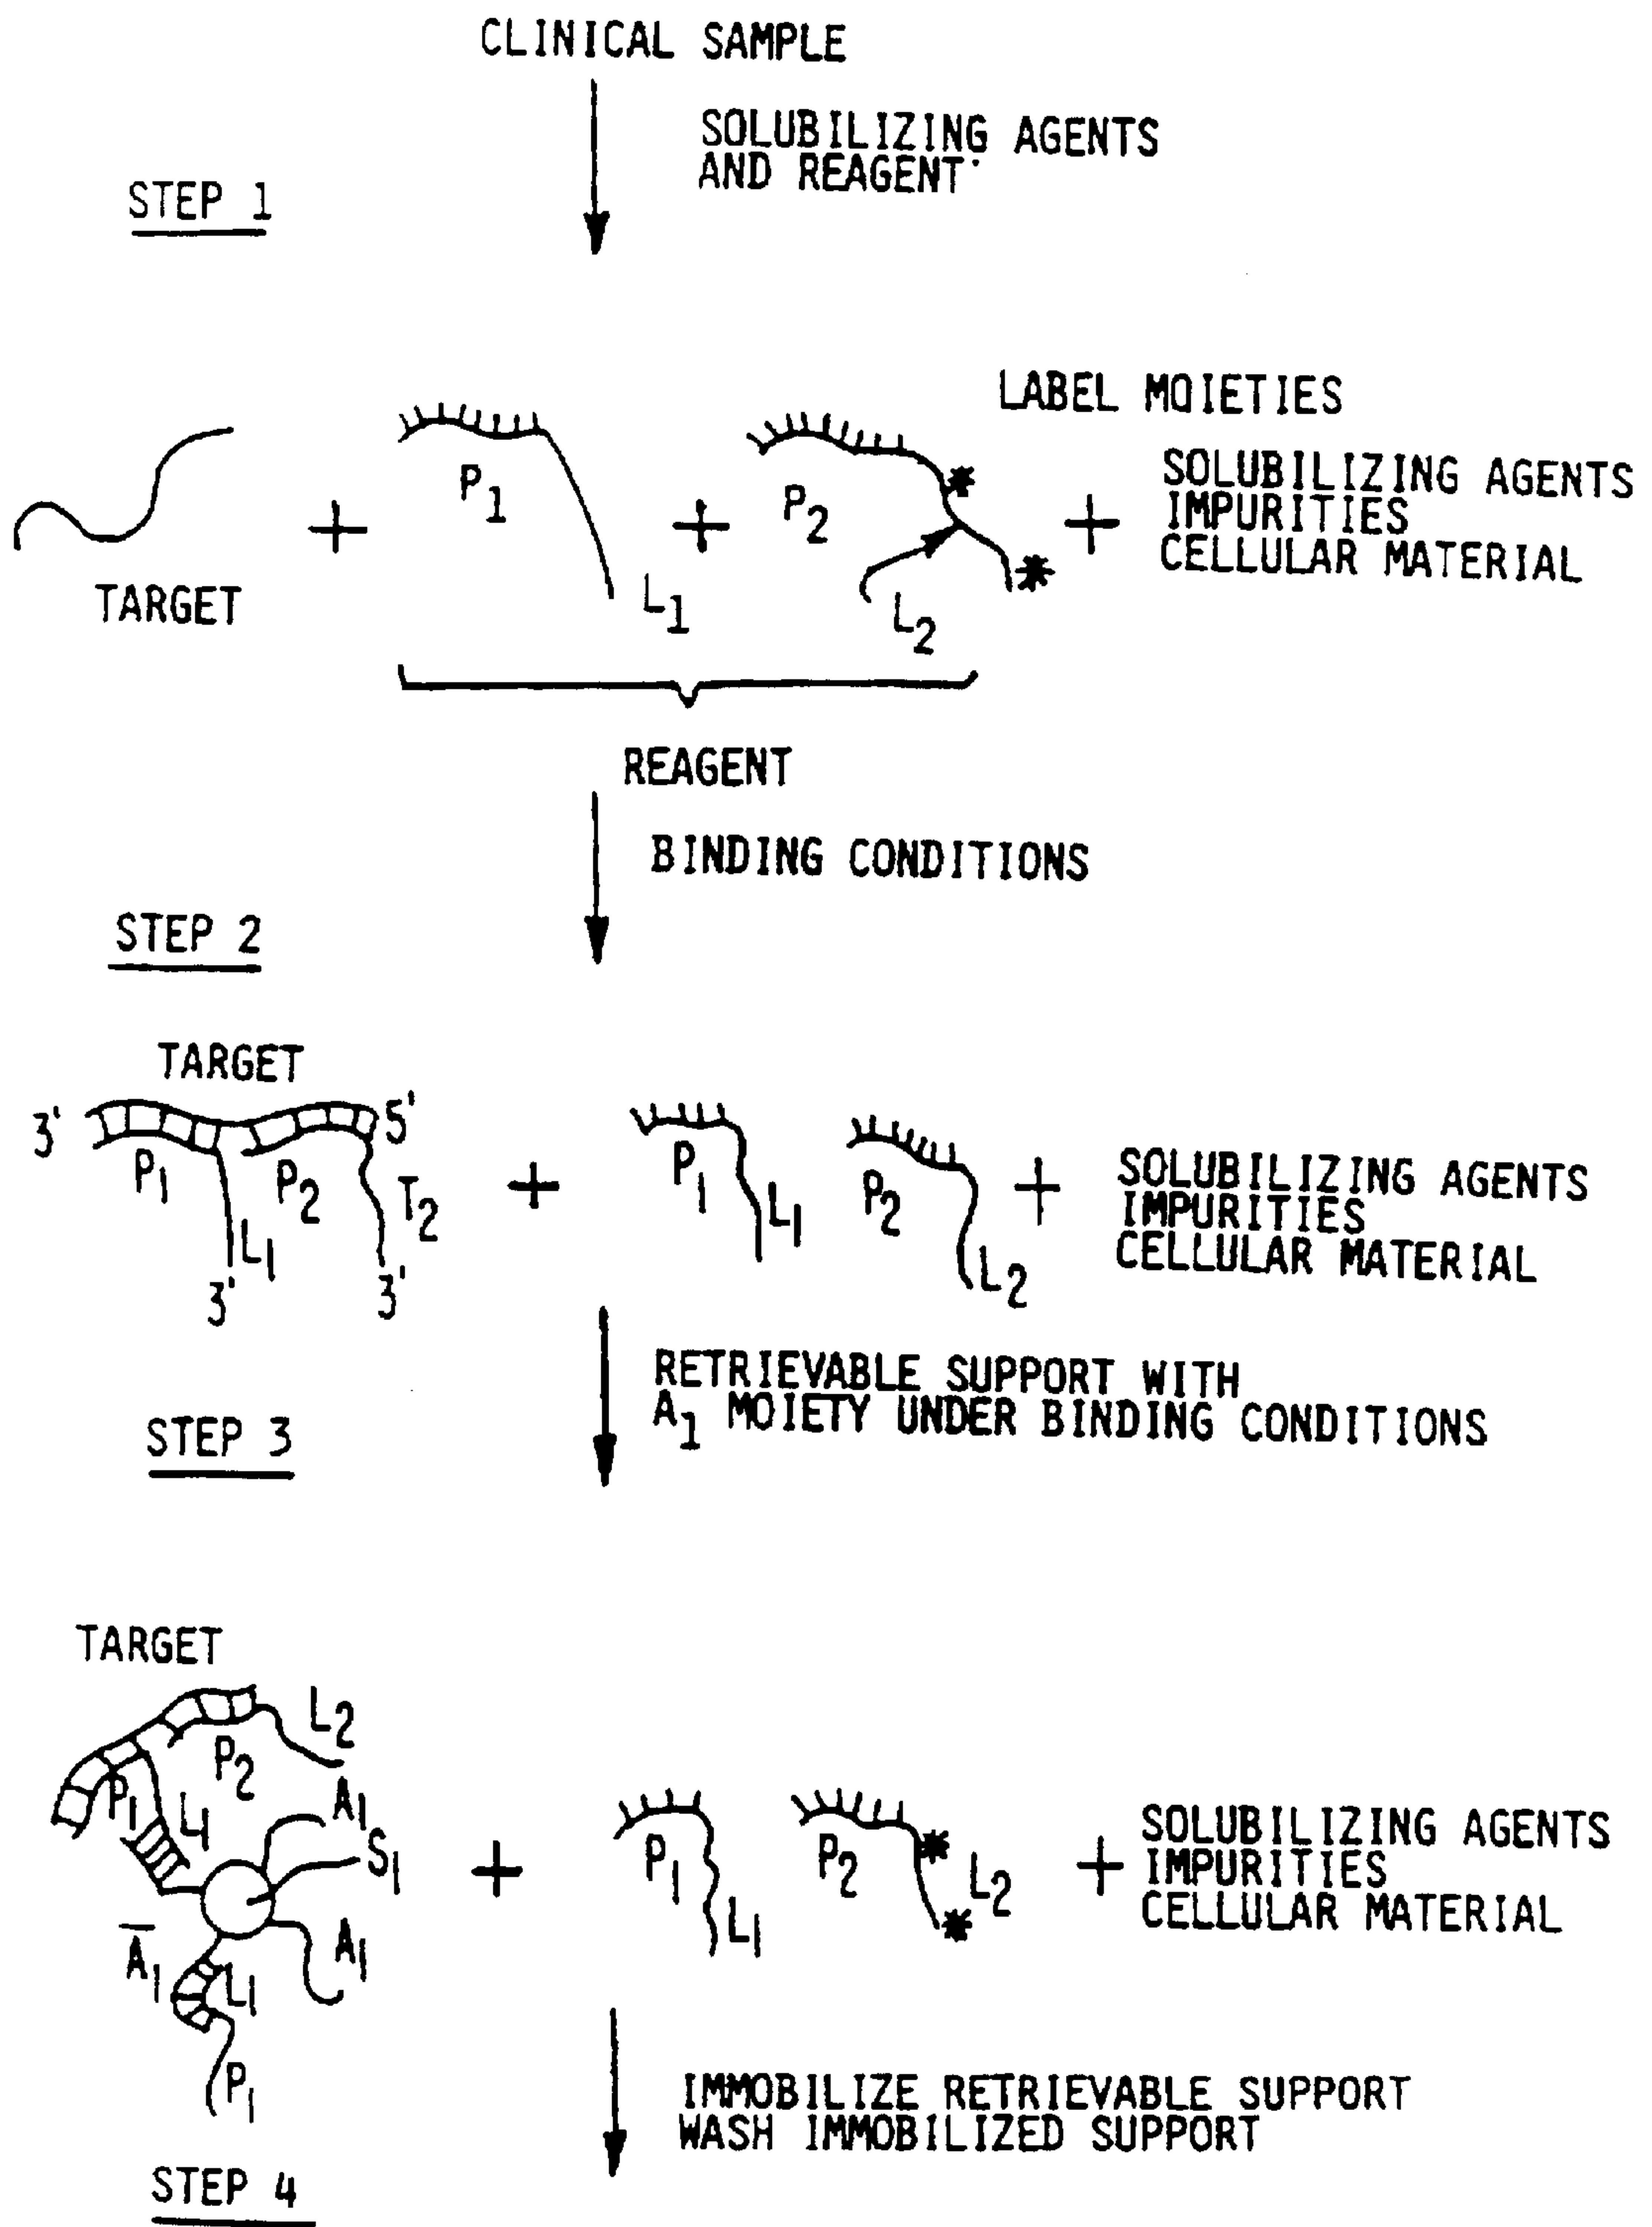 CLINICAL SAMPLE
SOLUBILIZING AGENTS
AND REAGENT
STEP 1
LABEL MOIETIES
TARGET
+
P1
L1
+
P2
*
*
L2
+
SOLUBILIZING AGENTS
IMPURITIES
CELLULAR MATERIAL
REAGENT
BINDING CONDITIONS
STEP 2
TARGET
3'
5'
P1
P2
T2
L1
3'
3'
+
P1
L1
P2
L2
+
SOLUBILIZING AGENTS
IMPURITIES
CELLULAR MATERIAL
RETRIEVABLE SUPPORT WITH
A1 MOIETY UNDER BINDING CONDITIONS
STEP 3
TARGET
L2
P2
P1
L1
A1
S1
A1
A̅1
L1
P1
+
P1
L1
P2
*
*
L2
+
SOLUBILIZING AGENTS
IMPURITIES
CELLULAR MATERIAL
IMMOBILIZE RETRIEVABLE SUPPORT
WASH IMMOBILIZED SUPPORT
STEP 4